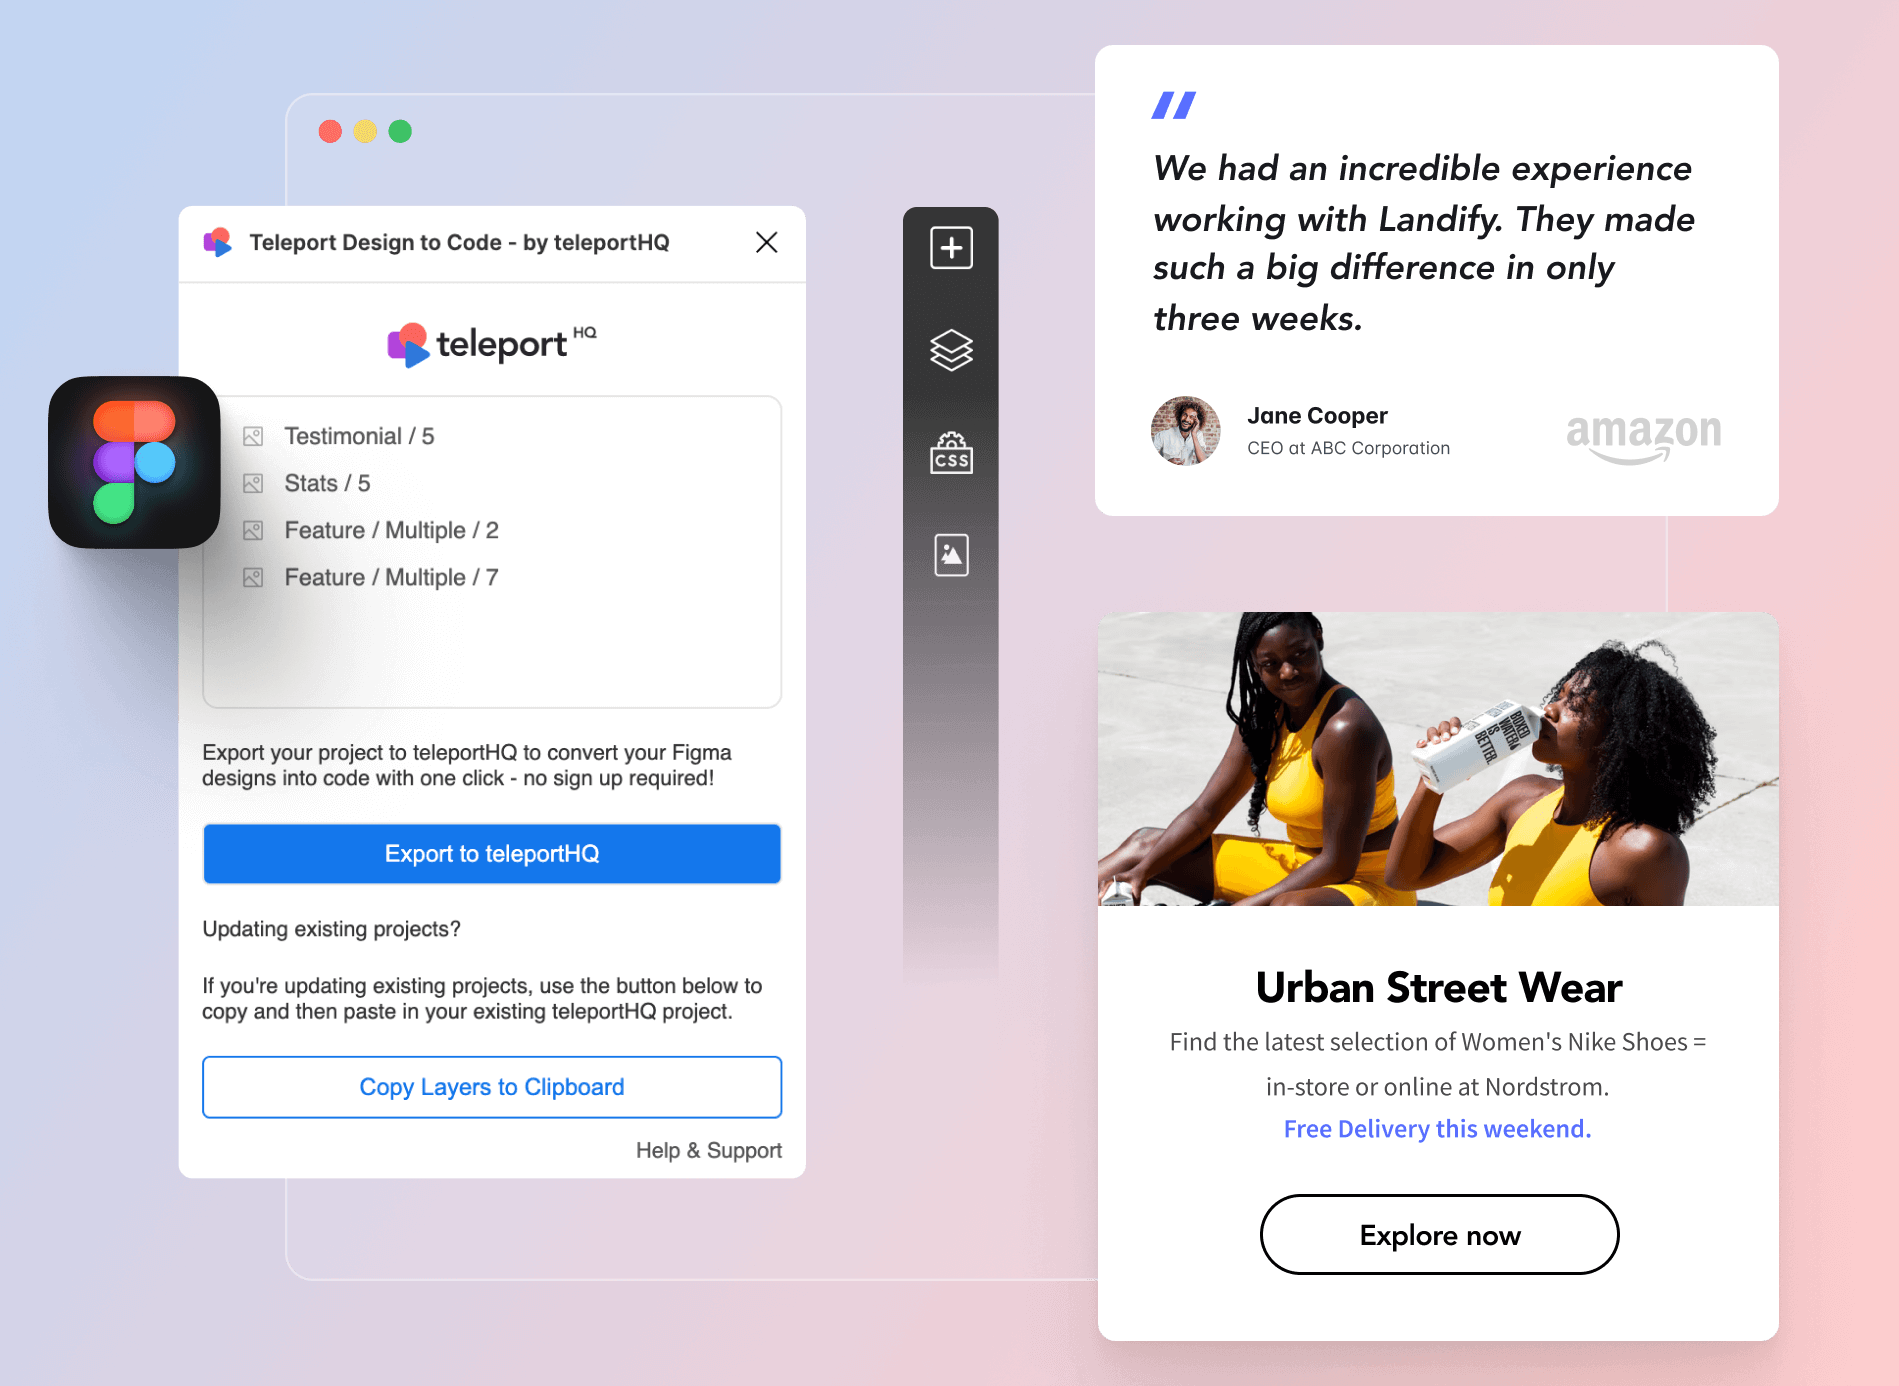 Teleport Design to Code - by teleportHQ
teleport HQ
Testimonial / 5
Stats / 5
Feature / Multiple / 2
Feature / Multiple / 7
Export your project to teleportHQ to convert your Figma
designs into code with one click - no sign up required!
Export to teleportHQ
Updating existing projects?
If you're updating existing projects, use the button below to
copy and then paste in your existing teleportHQ project.
Copy Layers to Clipboard
Help & Support
CSS
We had an incredible experience
working with Landify. They made
such a big difference in only
three weeks.
Jane Cooper
CEO at ABC Corporation
amazon
BOXED
WATER
IS
BETTER.
Urban Street Wear
Find the latest selection of Women's Nike Shoes =
in-store or online at Nordstrom.
Free Delivery this weekend.
Explore now